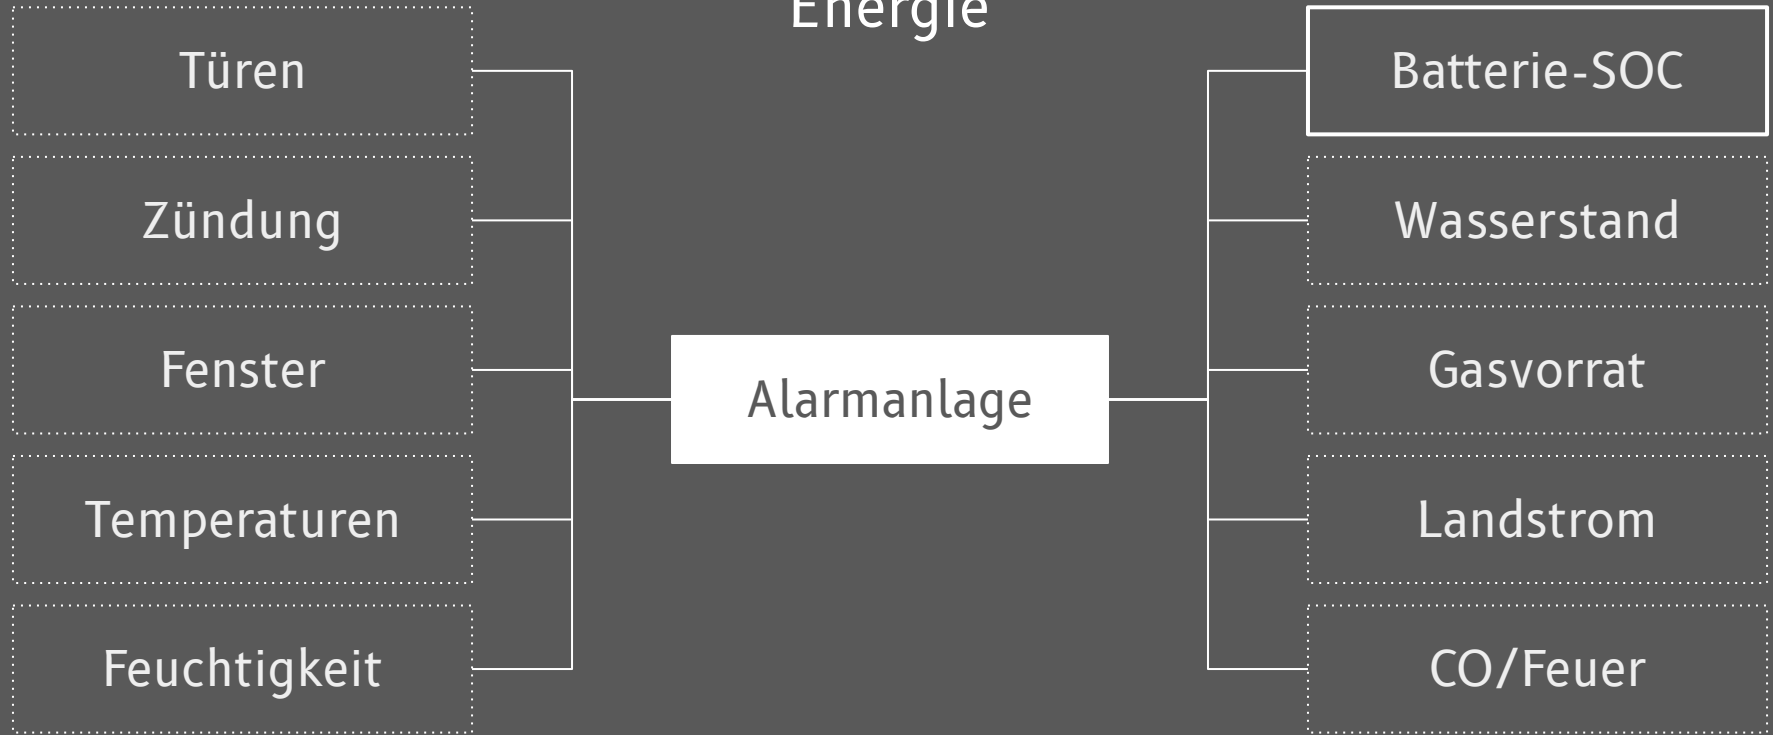 Energie
Türen
Zündung
Fenster
Temperaturen
Feuchtigkeit
Alarmanlage
Batterie-SOC
Wasserstand
Gasvorrat
Landstrom
CO/Feuer